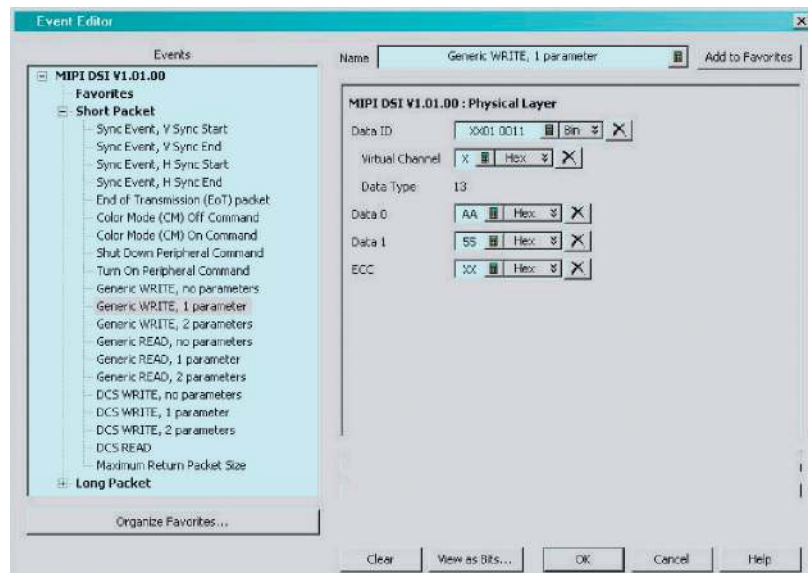 Event Editor
Events
MIPI DSI V1.01.00
Favorites
Short Packet
Sync Event, V Sync Start
Sync Event, V Sync End
Sync Event, H Sync Start
Sync Event, H Sync End
End of Transmission (EoT) packet
Color Mode (CM) Off Command
Color Mode (CM) On Command
Shut Down Peripheral Command
Turn On Peripheral Command
Generic WRITE, no parameters
Generic WRITE, 1 parameter
Generic WRITE, 2 parameters
Generic READ, no parameters
Generic READ, 1 parameter
Generic READ, 2 parameters
DCS WRITE, no parameters
DCS WRITE, 1 parameter
DCS WRITE, 2 parameters
DCS READ
Maximum Return Packet Size
Long Packet
Organize Favorites...
Name Generic WRITE, 1 parameter Add to Favorites
MIPI DSI V1.01.00 : Physical Layer
Data ID XX01 0011 Bin
Virtual Channel X Hex
Data Type 13
Data 0 AA Hex
Data 1 55 Hex
ECC XX Hex
Clear View as Bits... OK Cancel Help